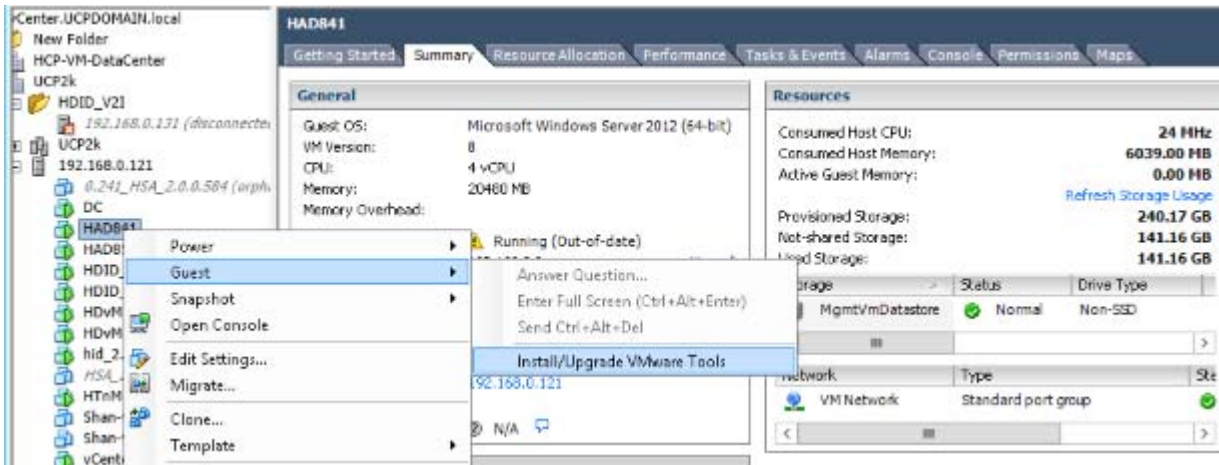 Center.UCPDOMAIN.local
New Folder
HCP-VM-DataCenter
UCP2k
HDID_V2I
192.168.0.131 (disconnecte
UCP2k
192.168.0.121
0.241_HSA_2.0.0.584 (orph
DC
HAD841
HAD8
HDID_
HDID_
HDvM
HDvM
hid_2.
HSA_
HTnM
Shan-
Shan-
vCent
HAD841
Getting Started
Summary
Resource Allocation
Performance
Tasks & Events
Alarms
Console
Permissions
Maps
General
Guest OS: Microsoft Windows Server 2012 (64-bit)
VM Version: 8
CPU: 4 vCPU
Memory: 20480 MB
Memory Overhead:
Running (Out-of-date)
192.168.0.121
N/A
Resources
Consumed Host CPU: 24 MHz
Consumed Host Memory: 6039.00 MB
Active Guest Memory: 0.00 MB
Refresh Storage Usage
Provisioned Storage: 240.17 GB
Not-shared Storage: 141.16 GB
Used Storage: 141.16 GB
Status Drive Type
MgmtVmDatastore Normal Non-SSD
Network Type Sta
VM Network Standard port group
Power
Guest
Snapshot
Open Console
Edit Settings...
Migrate...
Clone...
Template
Answer Question...
Enter Full Screen (Ctrl+Alt+Enter)
Send Ctrl+Alt+Del
Install/Upgrade VMware Tools